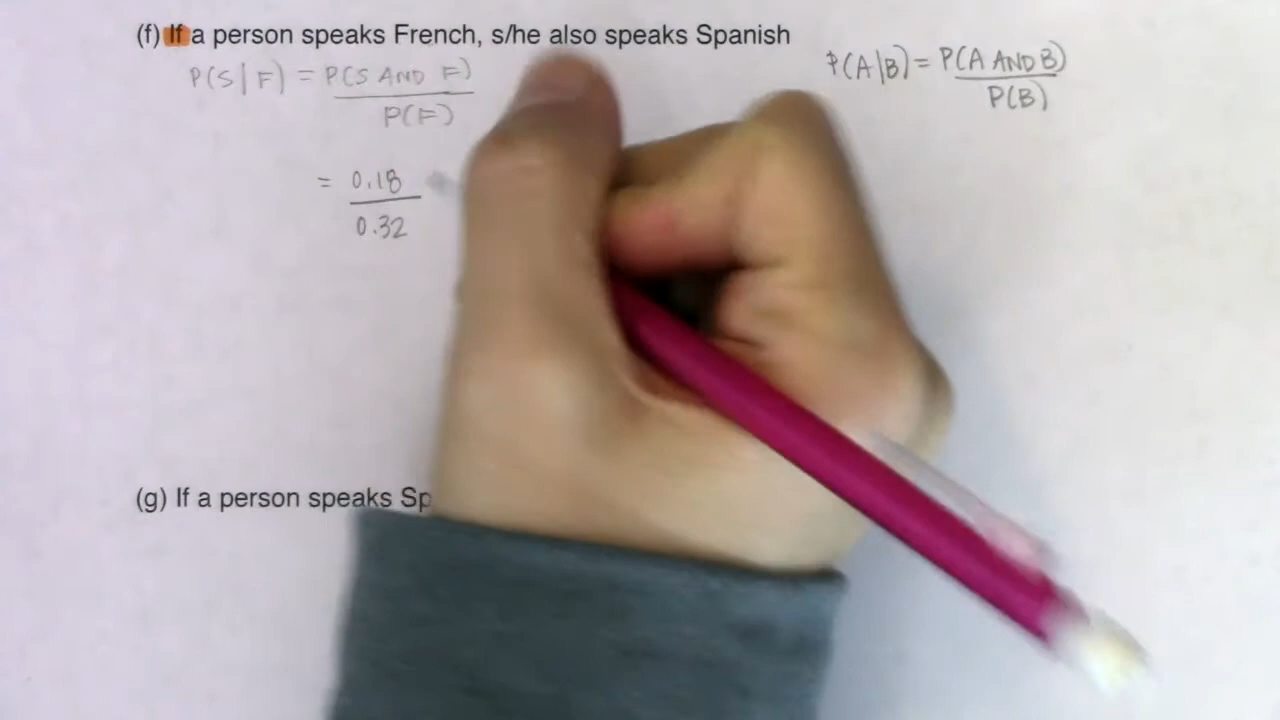 (f) If a person speaks French, s/he also speaks Spanish
P(S|F) = P(S AND F)
P(F)
P(A|B) = P(A AND B)
P(B)
= 0.18
0.32
(g) If a person speaks Sp